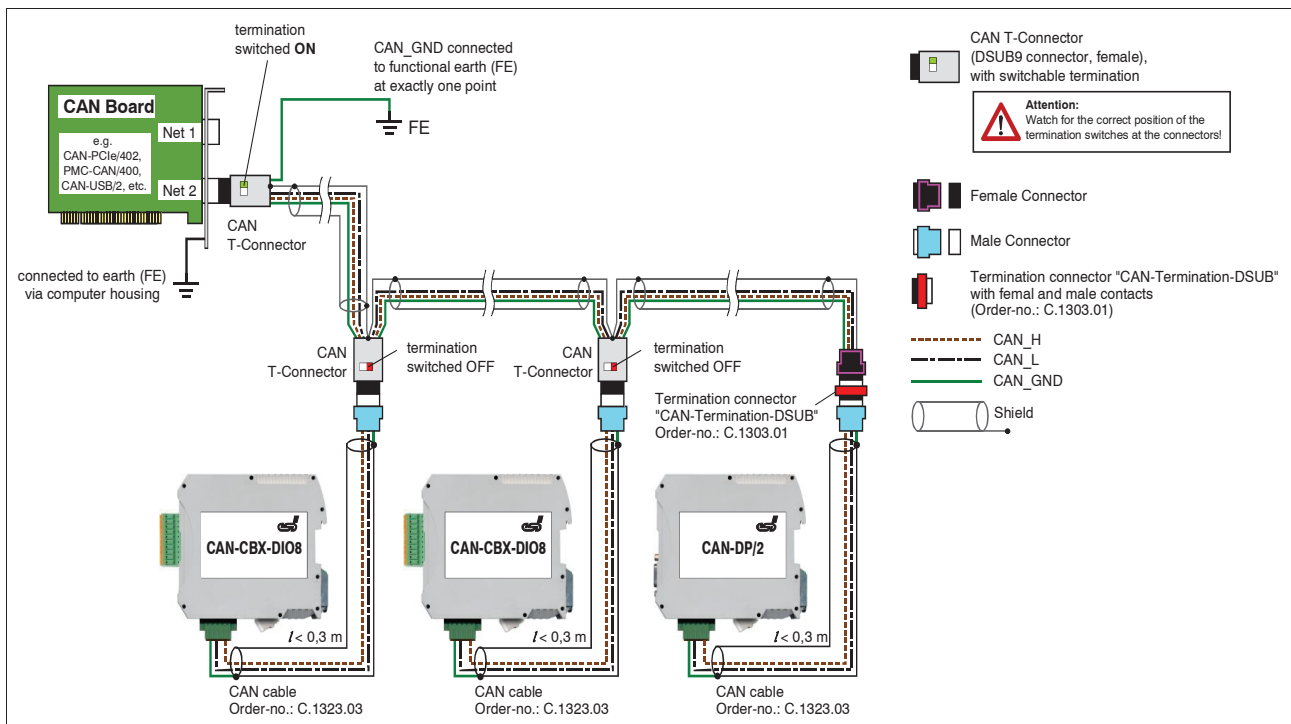 termination
switched ON
CAN_GND connected
to functional earth (FE)
at exactly one point
FE
CAN Board
e.g.
CAN-PCIe/402,
PMC-CAN/400,
CAN-USB/2, etc.
Net 1
Net 2
CAN
T-Connector
connected to earth (FE)
via computer housing
CAN T-Connector
(DSUB9 connector, female),
with switchable termination
Attention:
Watch for the correct position of the
termination switches at the connectors!
Female Connector
Male Connector
Termination connector "CAN-Termination-DSUB"
with femal and male contacts
(Order-no.: C.1303.01)
CAN_H
CAN_L
CAN_GND
Shield
CAN
T-Connector
termination
switched OFF
CAN
T-Connector
termination
switched OFF
Termination connector
"CAN-Termination-DSUB"
Order-no.: C.1303.01
CAN-CBX-DIO8
CAN-CBX-DIO8
CAN-DP/2
l < 0,3 m
l < 0,3 m
l < 0,3 m
CAN cable
Order-no.: C.1323.03
CAN cable
Order-no.: C.1323.03
CAN cable
Order-no.: C.1323.03